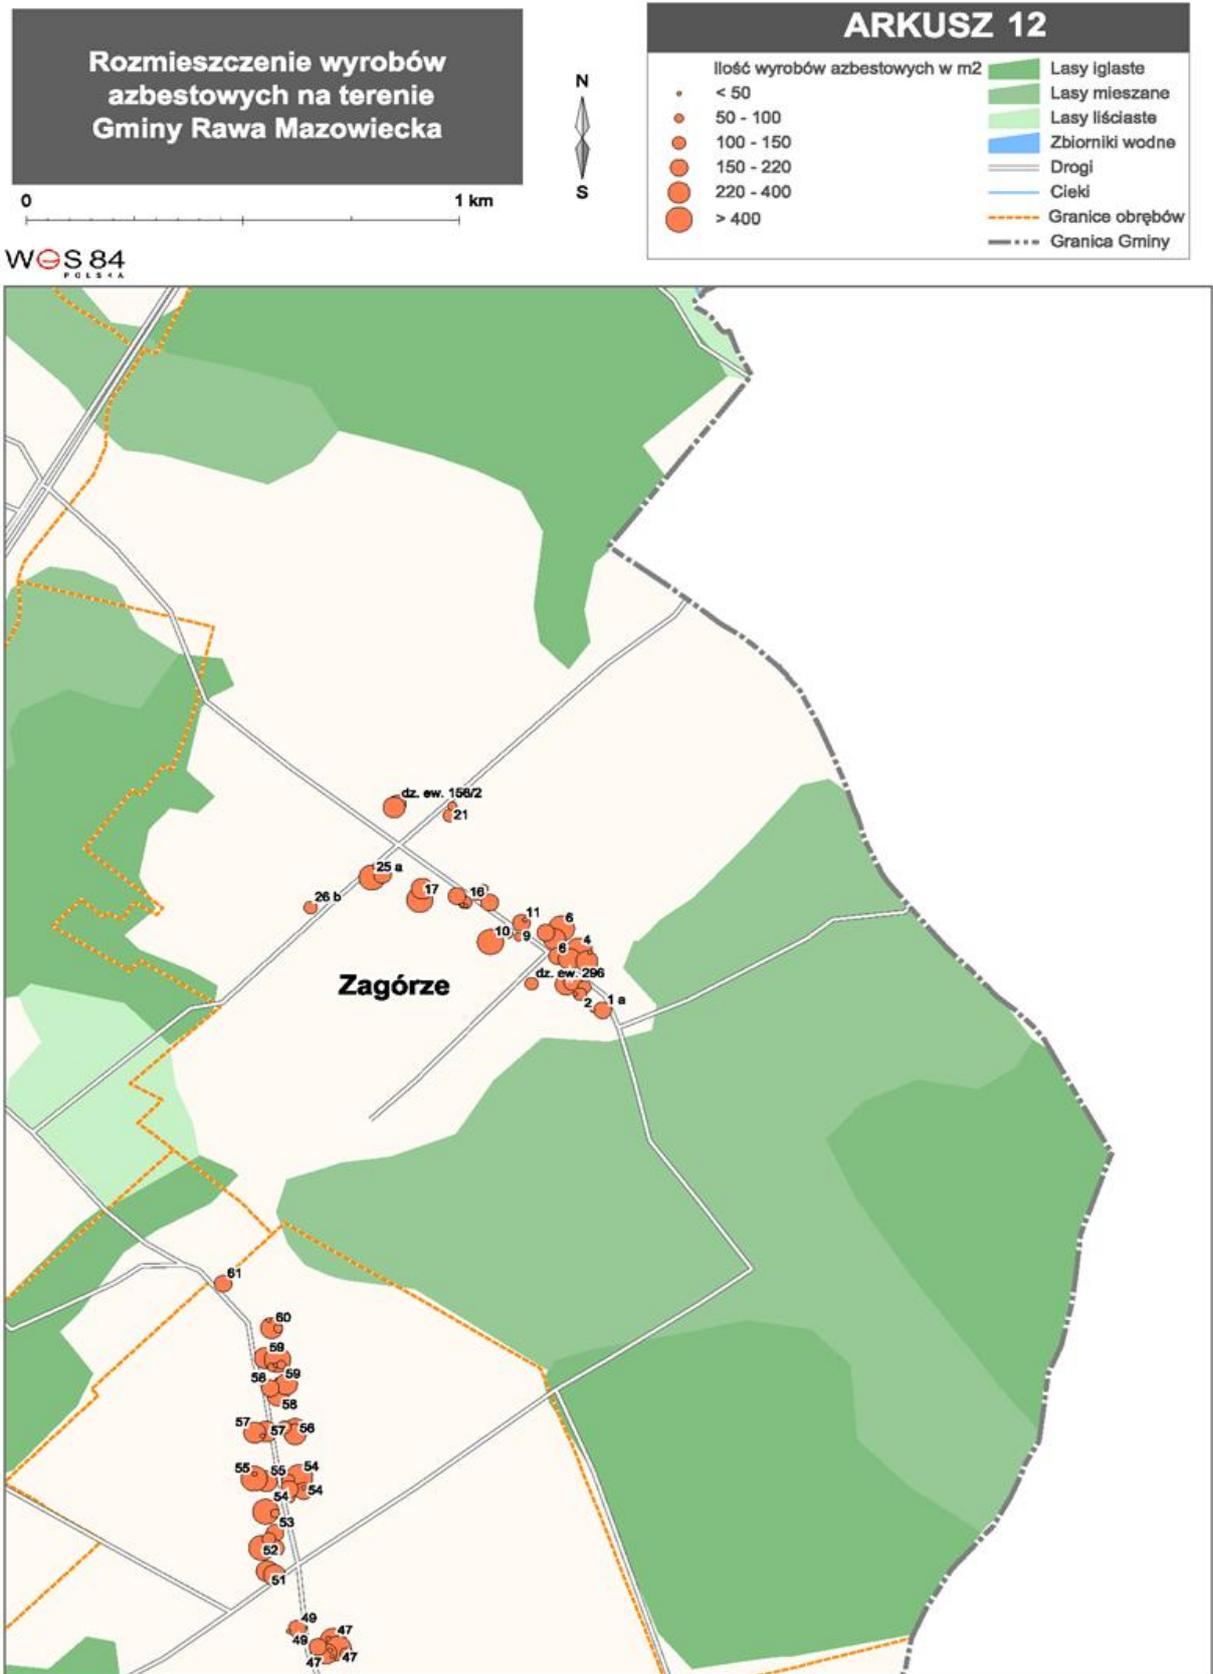 Rozmieszczenie wyrobów
azbestowych na terenie
Gminy Rawa Mazowiecka
0
1 km
WGS 84
POLSKA
N
S
ARKUSZ 12
Ilość wyrobów azbestowych w m2
< 50
50 - 100
100 - 150
150 - 220
220 - 400
> 400
Lasy iglaste
Lasy mieszane
Lasy liściaste
Zbiorniki wodne
Drogi
Cieki
Granice obrębów
Granica Gminy
dz. ew. 156/2
21
25 a
17
16
26 b
11
6
10
9
4
6
Zagórze
dz. ew. 296
2
1 a
61
60
59
59
58
58
57
57
56
55
55
54
54
54
53
52
51
49
49
47
47
47